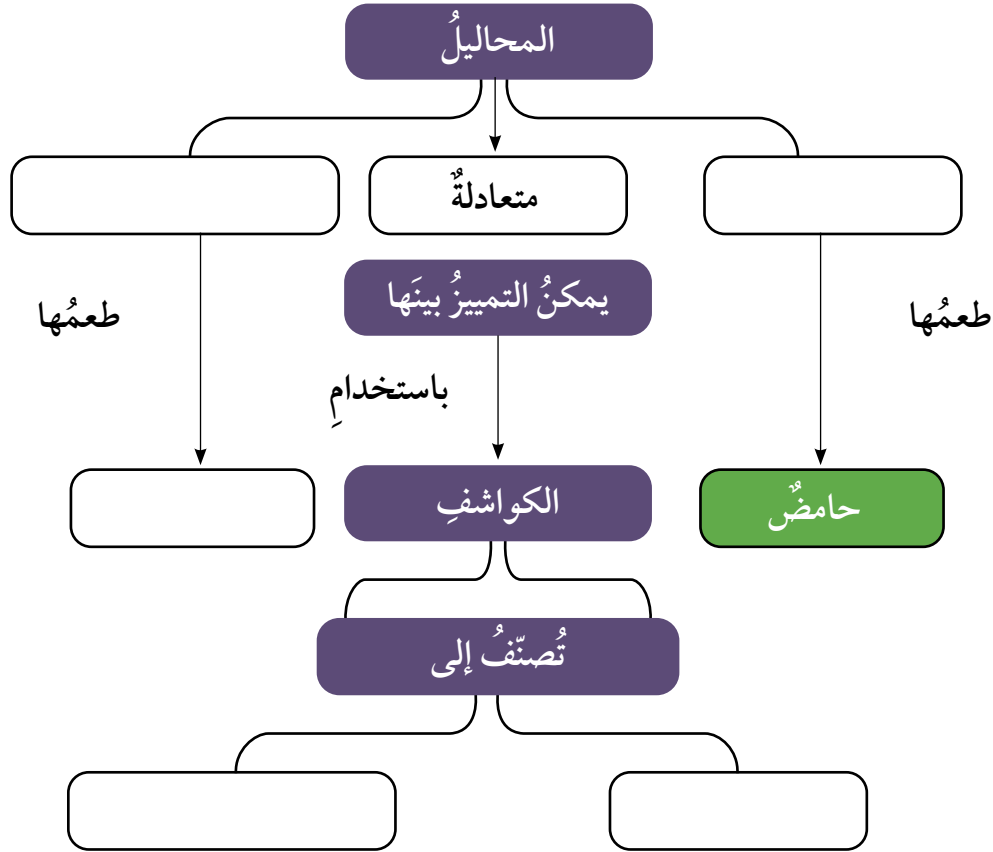 المحاليلُ
متعادلةٌ
يمكنُ التمييزُ بينَها
طعمُها
طعمُها
باستخدامِ
حامضٌ
الكواشفِ
تُصنّفُ إلى